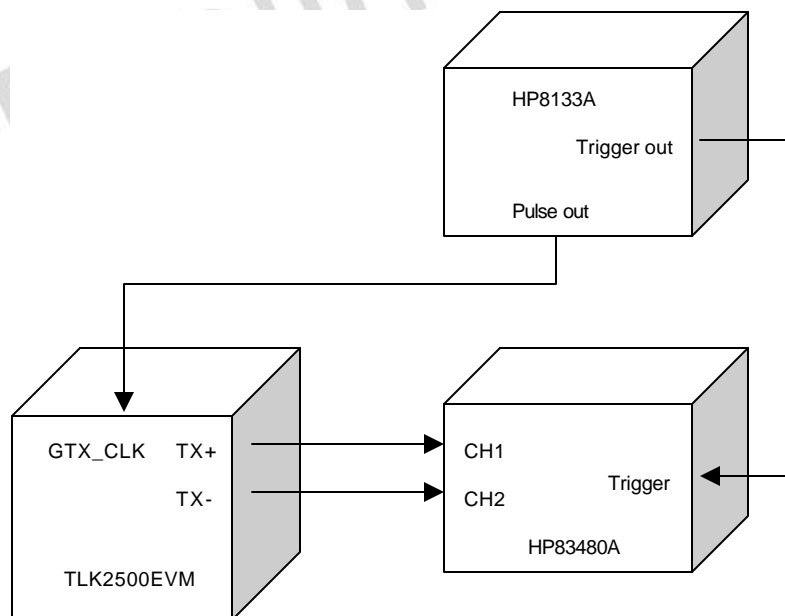 HP8133A
Trigger out
Pulse out
GTX_CLK TX+
TX-
TLK2500EVM
CH1
Trigger
CH2
HP83480A